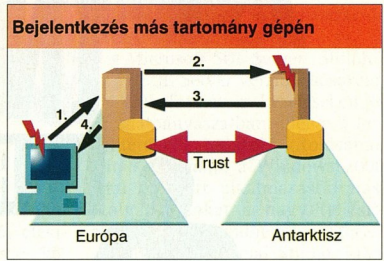 Bejelentkezés más tartomány gépén
2.
3.
1.
4.
Trust
Európa
Antarktisz